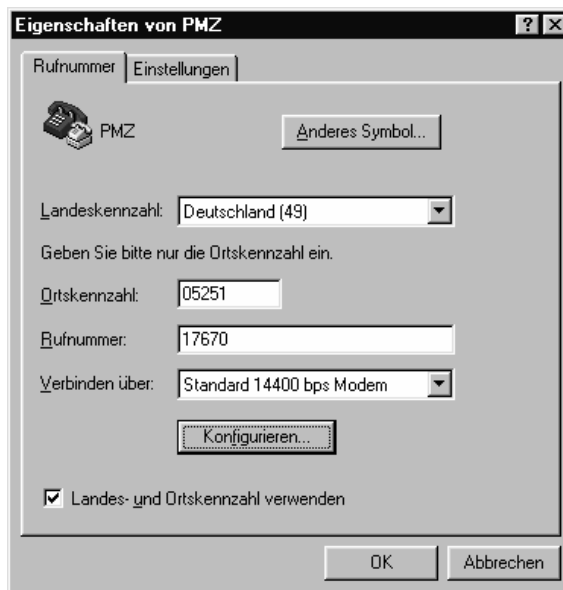 Eigenschaften von PMZ
Rufnummer Einstellungen
PMZ Anderes Symbol...
Landeskennzahl: Deutschland (49)
Geben Sie bitte nur die Ortskennzahl ein.
Ortskennzahl: 05251
Rufnummer: 17670
Verbinden über: Standard 14400 bps Modem
Konfigurieren...
Landes- und Ortskennzahl verwenden
OK Abbrechen